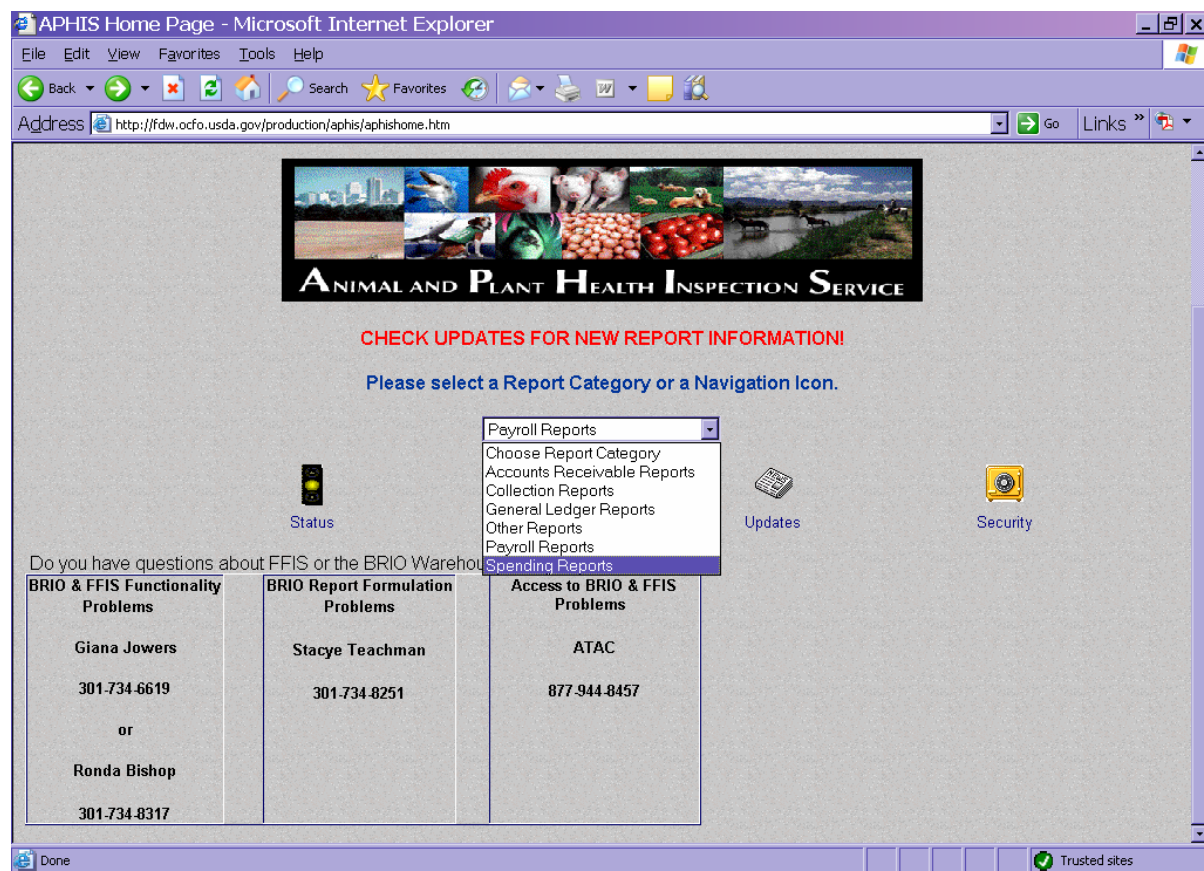 APHIS Home Page - Microsoft Internet Explorer
File Edit View Favorites Tools Help
Back Search Favorites
Address http://fdw.ocfo.usda.gov/production/aphis/aphishome.htm Go Links »
ANIMAL AND PLANT HEALTH INSPECTION SERVICE
CHECK UPDATES FOR NEW REPORT INFORMATION!
Please select a Report Category or a Navigation Icon.
Payroll Reports
Choose Report Category
Accounts Receivable Reports
Collection Reports
General Ledger Reports
Other Reports
Payroll Reports
Spending Reports
Status
Updates
Security
Do you have questions about FFIS or the BRIO
BRIO & FFIS Functionality
Problems
Giana Jowers
301-734-6619
or
Ronda Bishop
301-734-8317
BRIO Report Formulation
Problems
Stacye Teachman
301-734-8251
Access to BRIO & FFIS
Problems
ATAC
877-944-8457
Done
Trusted sites